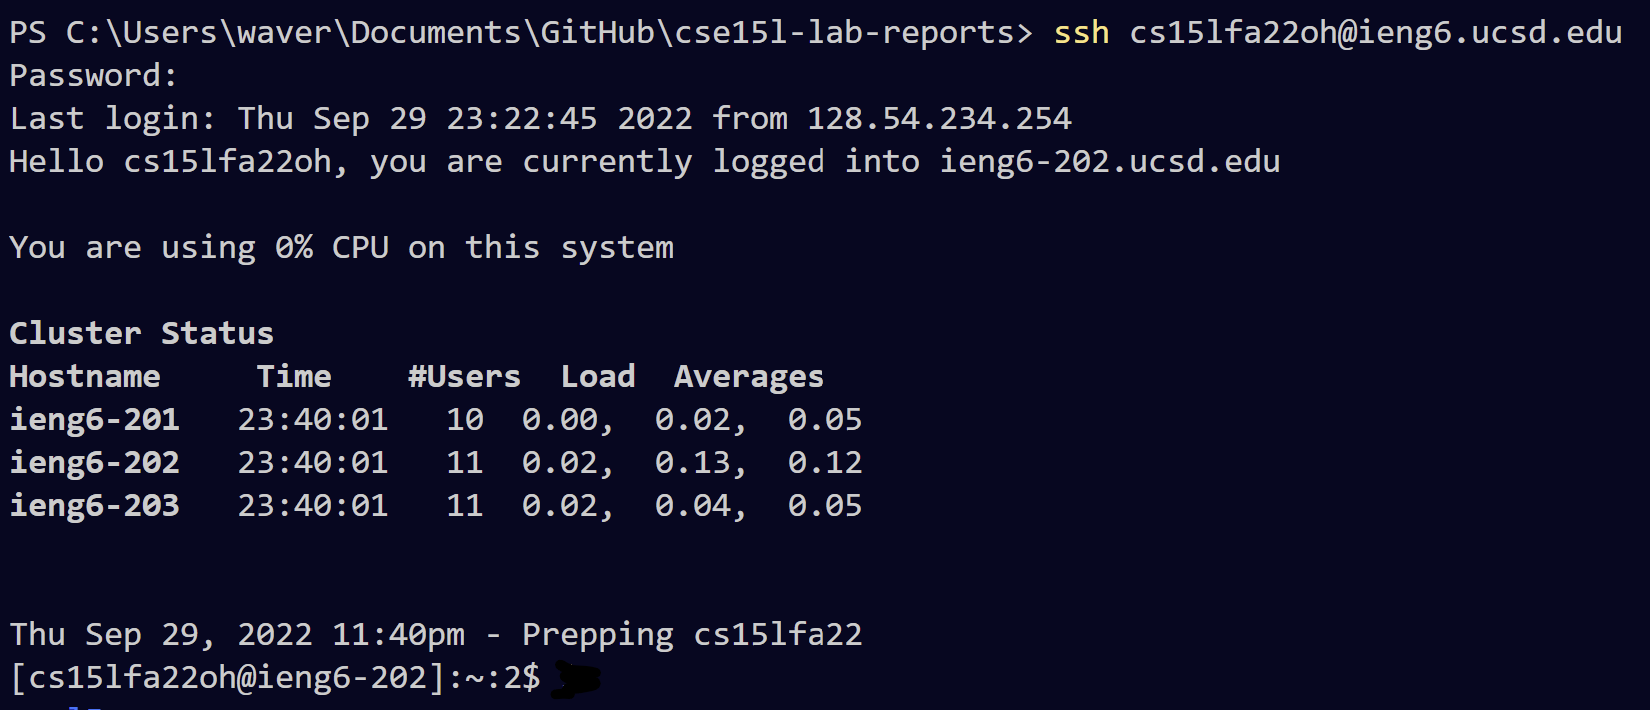 PS C:\Users\waver\Documents\GitHub\cse15l-lab-reports> ssh cs15lfa22oh@ieng6.ucsd.edu
Password:
Last login: Thu Sep 29 23:22:45 2022 from 128.54.234.254
Hello cs15lfa22oh, you are currently logged into ieng6-202.ucsd.edu
You are using 0% CPU on this system
Cluster Status
Hostname Time #Users Load Averages
ieng6-201 23:40:01 10 0.00, 0.02, 0.05
ieng6-202 23:40:01 11 0.02, 0.13, 0.12
ieng6-203 23:40:01 11 0.02, 0.04, 0.05
Thu Sep 29, 2022 11:40pm - Prepping cs15lfa22
[cs15lfa22oh@ieng6-202]:~:2$